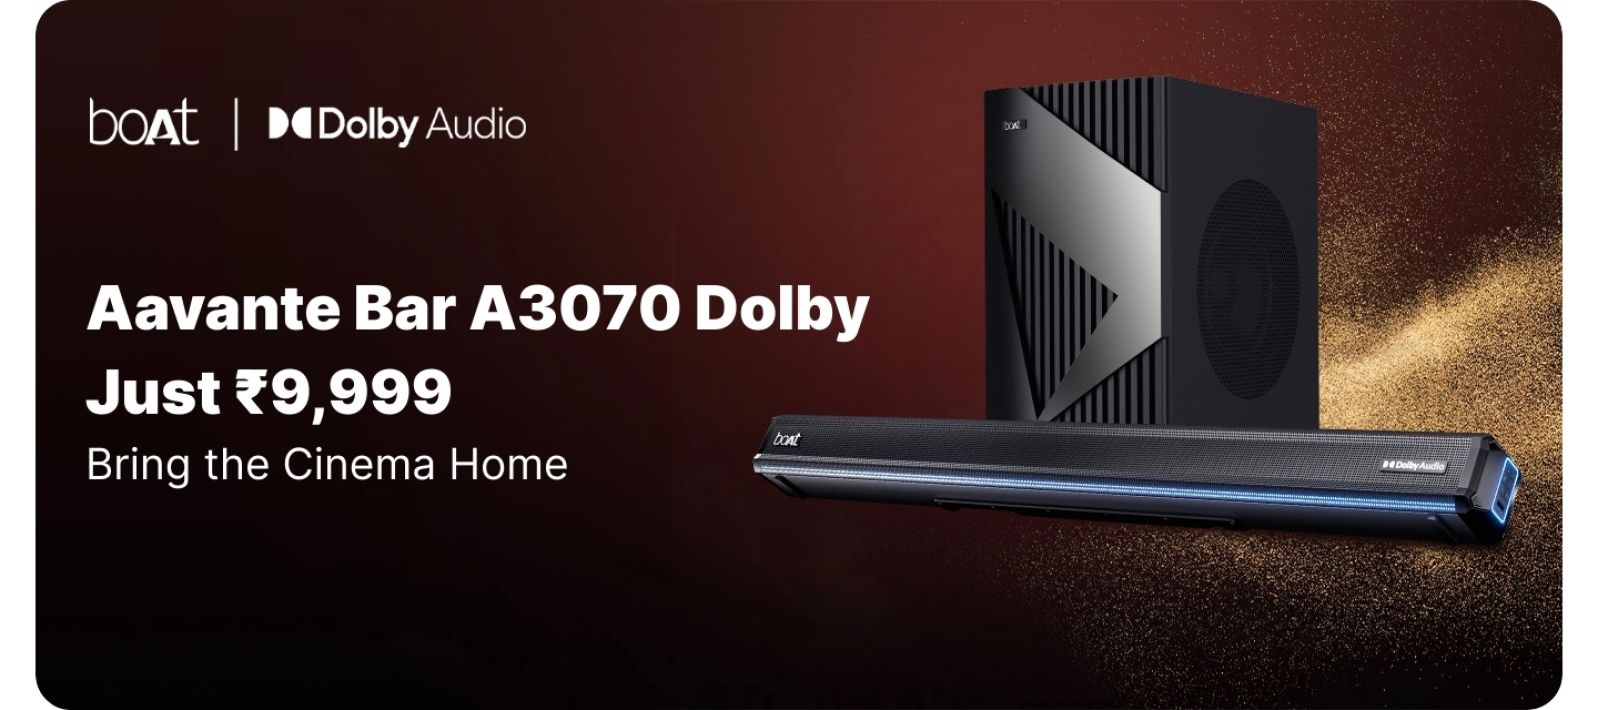 boAt | Dolby Audio
Aavante Bar A3070 Dolby
Just ₹9,999
Bring the Cinema Home
boAt
boAt
Dolby Audio